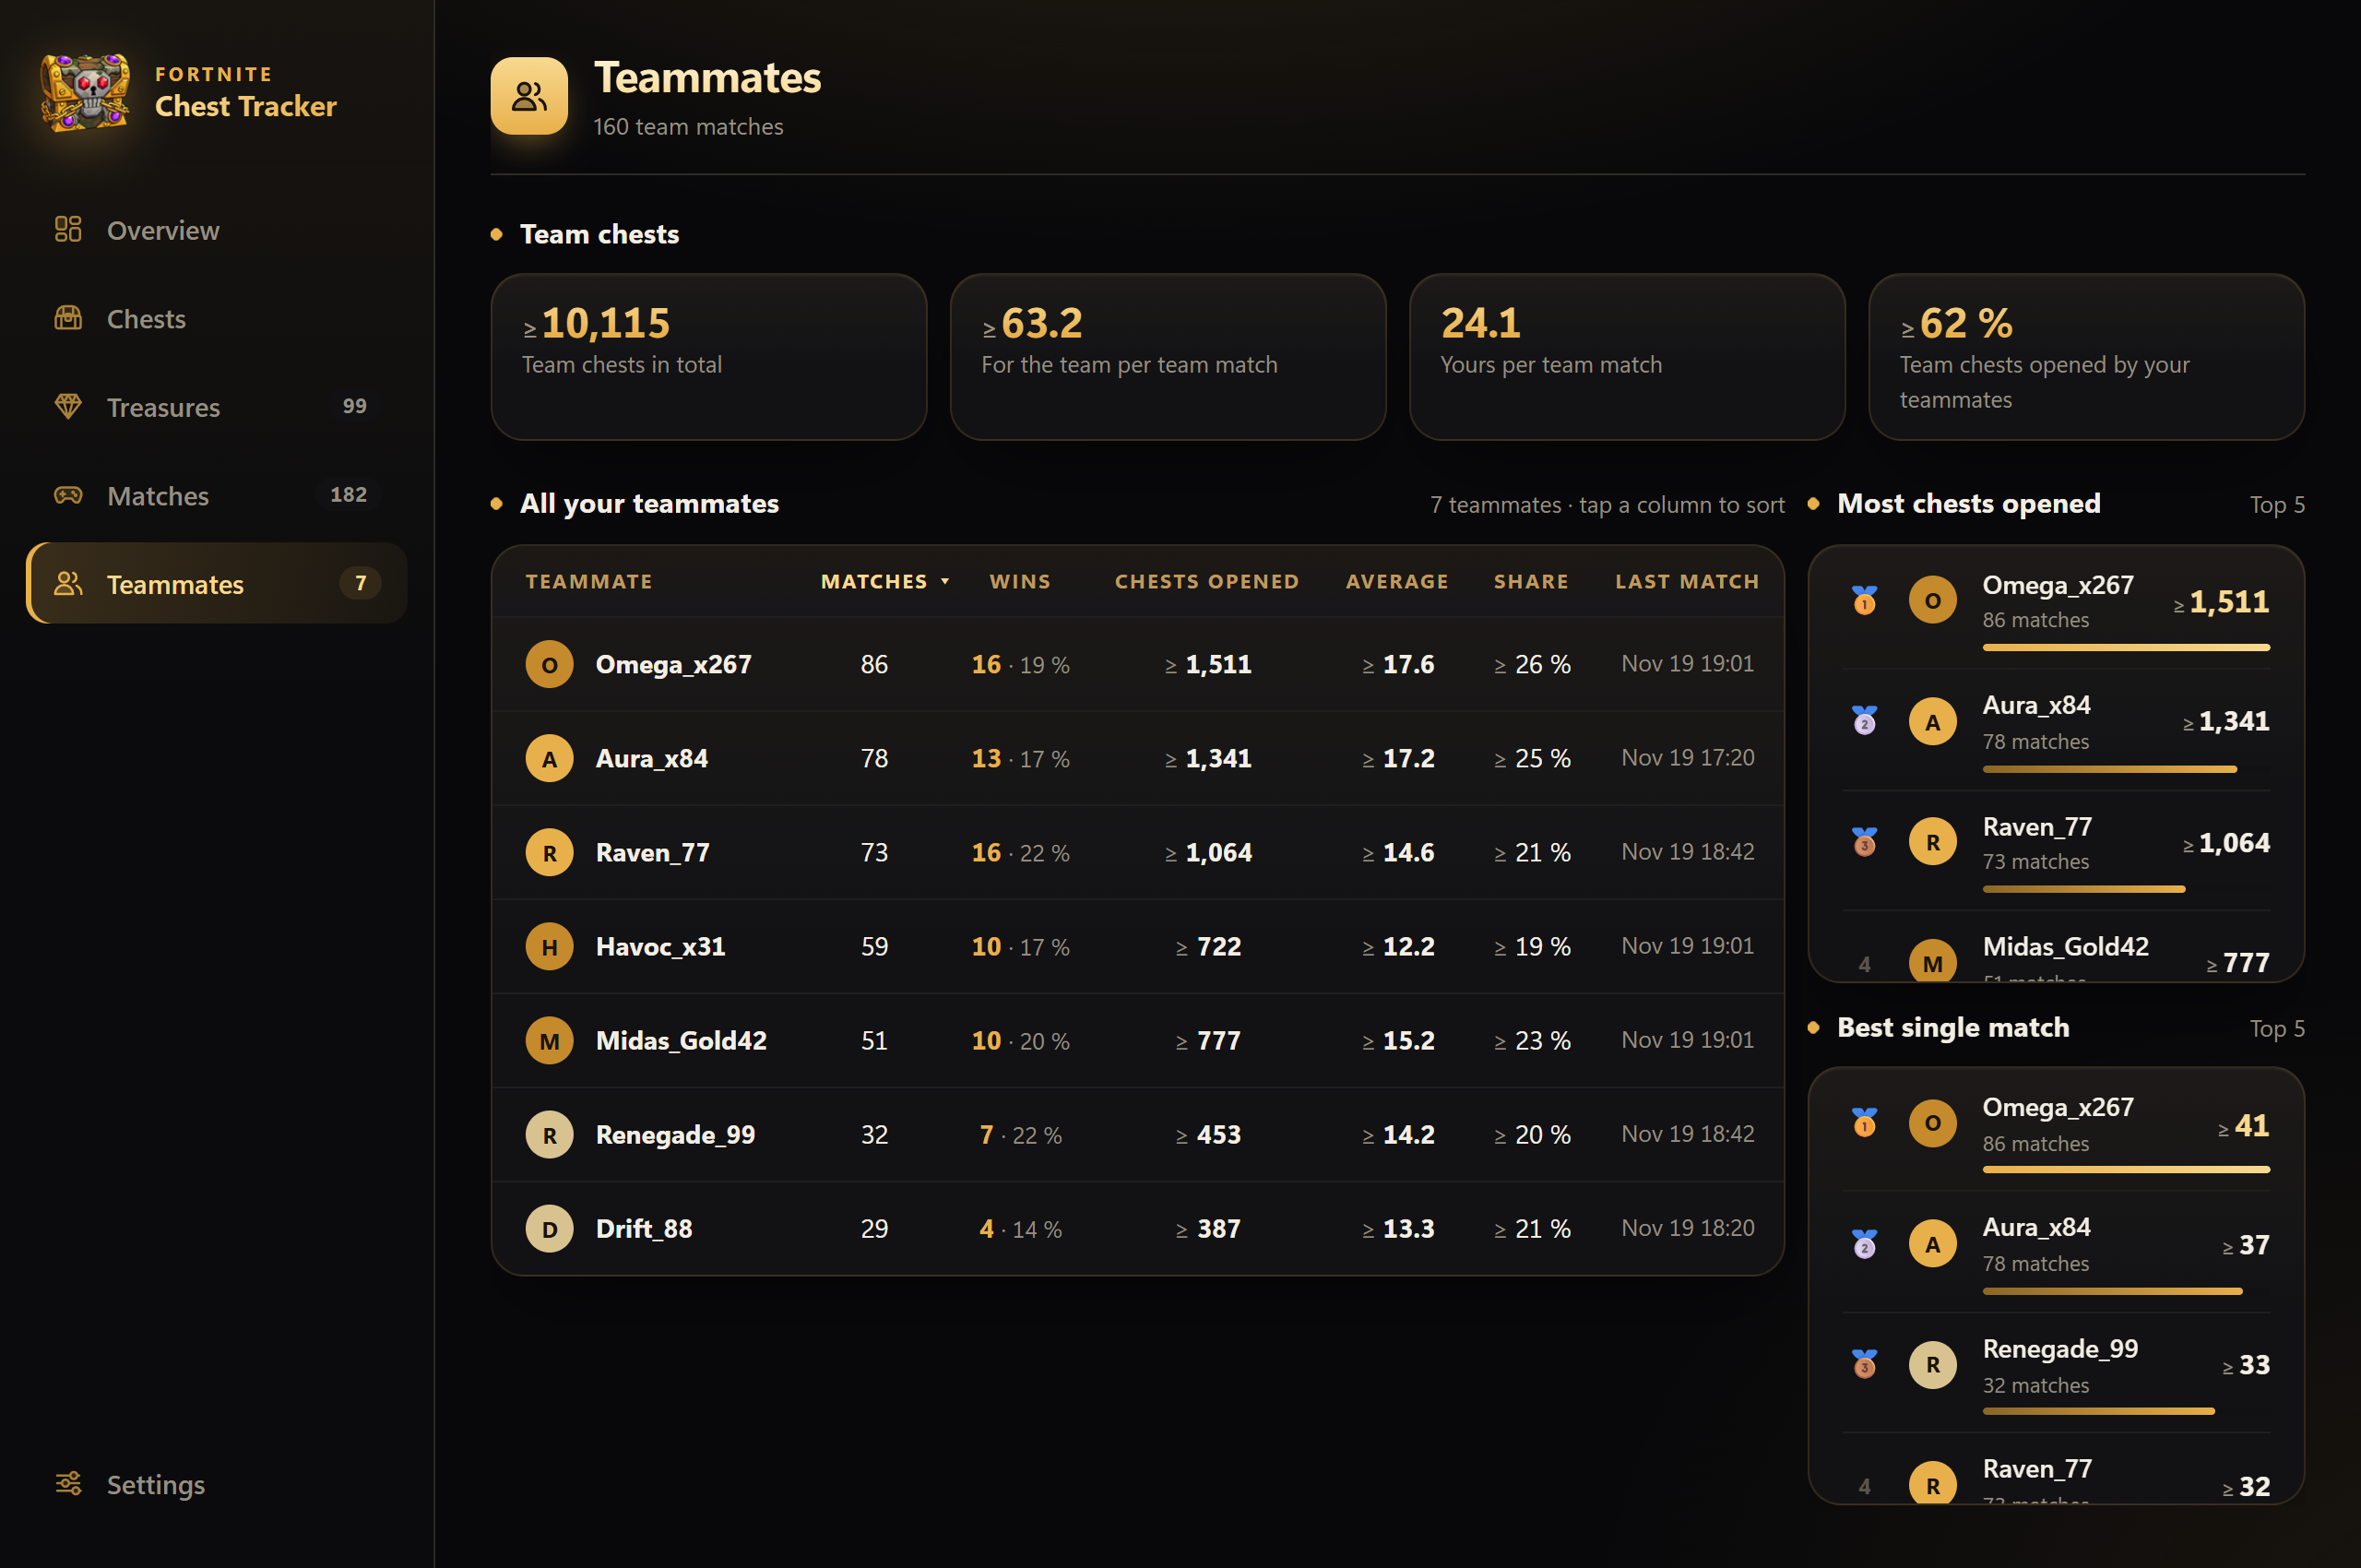 FORTNITE
Chest Tracker
Overview
Chests
Treasures 99
Matches 182
Teammates 7
Settings
Teammates
160 team matches
Team chests
≥ 10,115
Team chests in total
≥ 63.2
For the team per team match
24.1
Yours per team match
≥ 62 %
Team chests opened by your
teammates
All your teammates 7 teammates · tap a column to sort
TEAMMATE MATCHES ▾ WINS CHESTS OPENED AVERAGE SHARE LAST MATCH
O Omega_x267 86 16 · 19 % ≥ 1,511 ≥ 17.6 ≥ 26 % Nov 19 19:01
A Aura_x84 78 13 · 17 % ≥ 1,341 ≥ 17.2 ≥ 25 % Nov 19 17:20
R Raven_77 73 16 · 22 % ≥ 1,064 ≥ 14.6 ≥ 21 % Nov 19 18:42
H Havoc_x31 59 10 · 17 % ≥ 722 ≥ 12.2 ≥ 19 % Nov 19 19:01
M Midas_Gold42 51 10 · 20 % ≥ 777 ≥ 15.2 ≥ 23 % Nov 19 19:01
R Renegade_99 32 7 · 22 % ≥ 453 ≥ 14.2 ≥ 20 % Nov 19 18:42
D Drift_88 29 4 · 14 % ≥ 387 ≥ 13.3 ≥ 21 % Nov 19 18:20
Most chests opened Top 5
1 O Omega_x267 ≥ 1,511
86 matches
2 A Aura_x84 ≥ 1,341
78 matches
3 R Raven_77 ≥ 1,064
73 matches
4 M Midas_Gold42 ≥ 777
51 matches
Best single match Top 5
1 O Omega_x267 ≥ 41
86 matches
2 A Aura_x84 ≥ 37
78 matches
3 R Renegade_99 ≥ 33
32 matches
4 R Raven_77 ≥ 32
73 matches